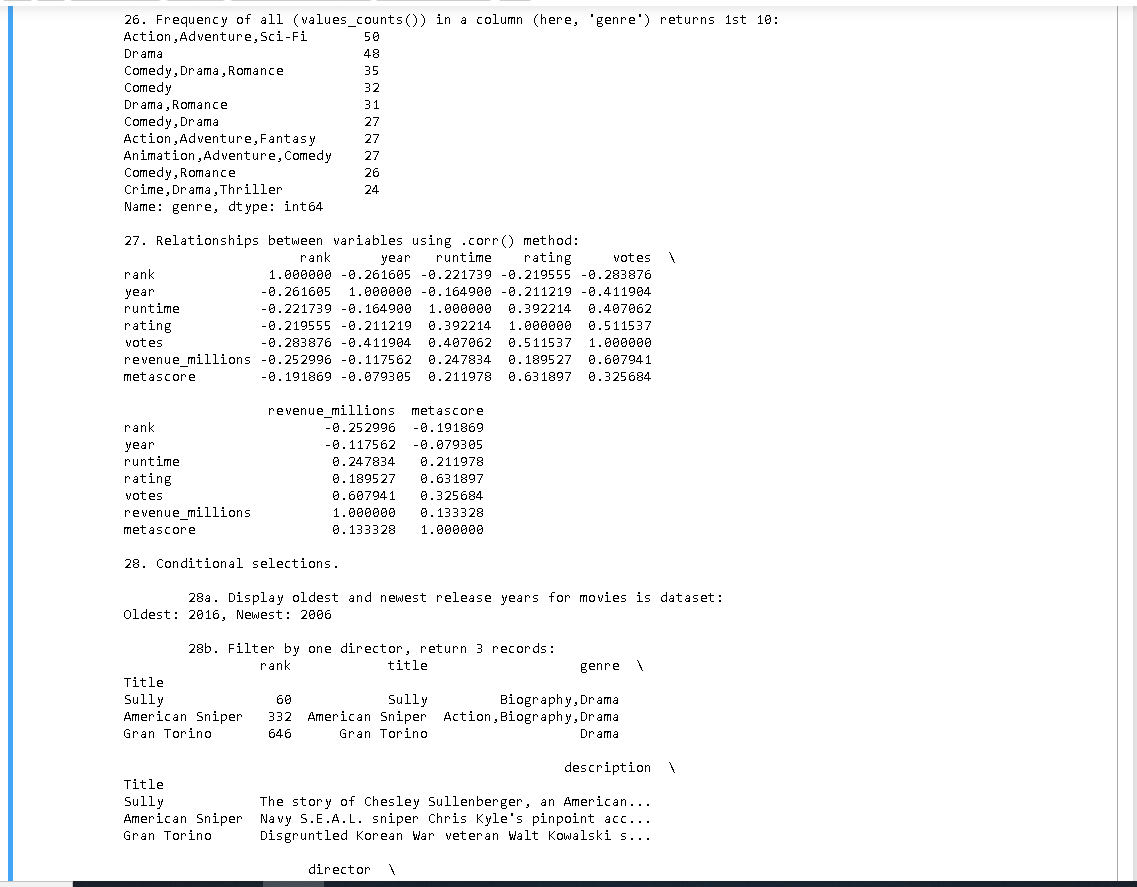 26. Frequency of all (values_counts()) in a column (here, 'genre') returns 1st 10:
Action,Adventure,Sci-Fi       50
Drama                         48
Comedy,Drama,Romance          35
Comedy                        32
Drama,Romance                 31
Comedy,Drama                  27
Action,Adventure,Fantasy      27
Animation,Adventure,Comedy    27
Comedy,Romance                26
Crime,Drama,Thriller          24
Name: genre, dtype: int64
27. Relationships between variables using .corr() method:
                      rank      year   runtime    rating     votes  \
rank              1.000000 -0.261605 -0.221739 -0.219555 -0.283876
year             -0.261605  1.000000 -0.164900 -0.211219 -0.411904
runtime          -0.221739 -0.164900  1.000000  0.392214  0.407062
rating           -0.219555 -0.211219  0.392214  1.000000  0.511537
votes            -0.283876 -0.411904  0.407062  0.511537  1.000000
revenue_millions -0.252996 -0.117562  0.247834  0.189527  0.607941
metascore        -0.191869 -0.079305  0.211978  0.631897  0.325684
                  revenue_millions  metascore
rank                     -0.252996  -0.191869
year                     -0.117562  -0.079305
runtime                   0.247834   0.211978
rating                    0.189527   0.631897
votes                     0.607941   0.325684
revenue_millions          1.000000   0.133328
metascore                 0.133328   1.000000
28. Conditional selections.
        28a. Display oldest and newest release years for movies is dataset:
Oldest: 2016, Newest: 2006
        28b. Filter by one director, return 3 records:
                 rank            title                   genre  \
Title
Sully              60            Sully         Biography,Drama
American Sniper   332  American Sniper  Action,Biography,Drama
Gran Torino       646      Gran Torino                   Drama
                                                       description  \
Title
Sully            The story of Chesley Sullenberger, an American...
American Sniper  Navy S.E.A.L. sniper Chris Kyle's pinpoint acc...
Gran Torino      Disgruntled Korean War veteran Walt Kowalski s...
                       director  \